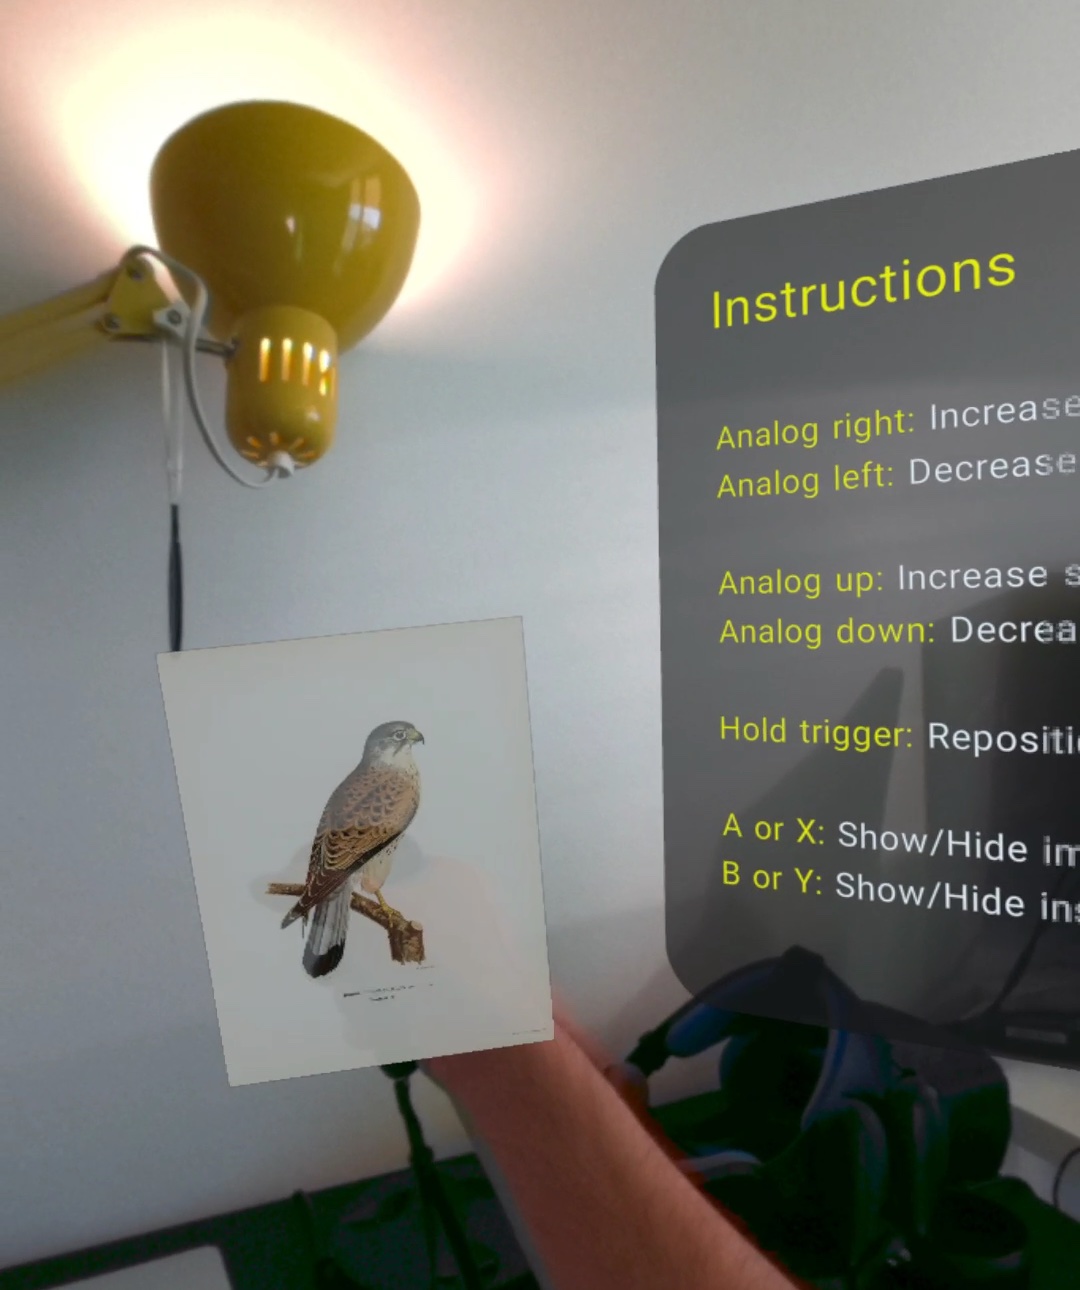 Instructions
Analog right: Increase
Analog left: Decrease
Analog up: Increase
Analog down: Decrea
Hold trigger: Repositi
A or X: Show/Hide im
B or Y: Show/Hide ins